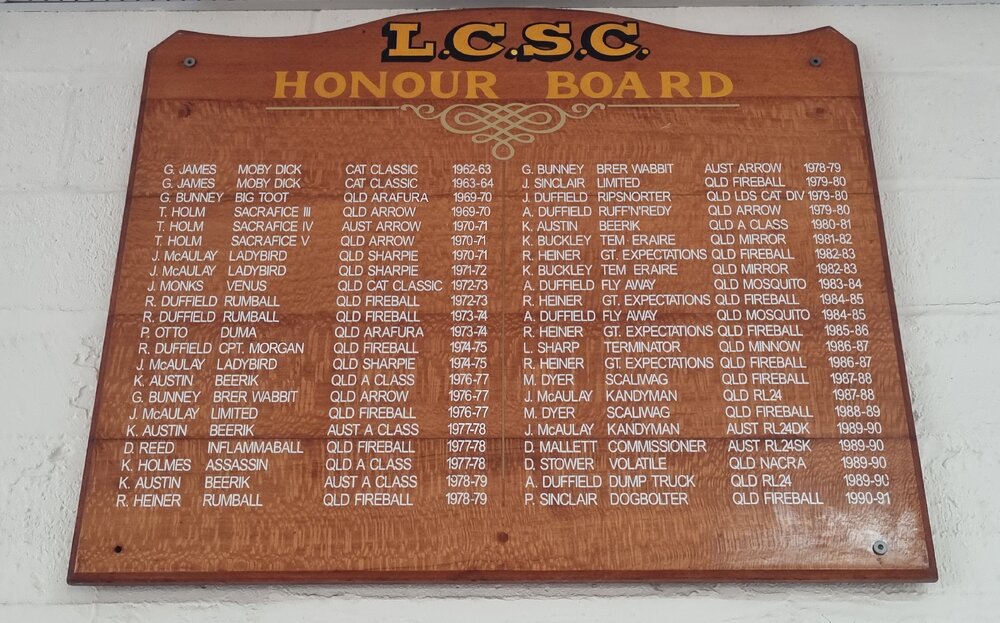 L.C.S.C.
HONOUR BOARD
G. JAMES MOBY DICK CAT CLASSIC 1962-63
G. JAMES MOBY DICK CAT CLASSIC 1963-64
G. BUNNEY BIG TOOT QLD ARAFURA 1969-70
T. HOLM SACRAFICE III QLD ARROW 1969-70
T. HOLM SACRAFICE IV AUST ARROW 1970-71
T. HOLM SACRAFICE V QLD ARROW 1970-71
J. McAULAY LADYBIRD QLD SHARPIE 1970-71
J. McAULAY LADYBIRD QLD SHARPIE 1971-72
J. MONKS VENUS QLD CAT CLASSIC 1972-73
R. DUFFIELD RUMBALL QLD FIREBALL 1972-73
R. DUFFIELD RUMBALL QLD FIREBALL 1973-74
P. OTTO DUMA QLD ARAFURA 1973-74
R. DUFFIELD CPT. MORGAN QLD FIREBALL 1974-75
J. McAULAY LADYBIRD QLD SHARPIE 1974-75
K. AUSTIN BEERIK QLD A CLASS 1976-77
G. BUNNEY BRER WABBIT QLD ARROW 1976-77
J. McAULAY LIMITED QLD FIREBALL 1976-77
K. AUSTIN BEERIK AUST A CLASS 1977-78
D. REED INFLAMMABALL QLD FIREBALL 1977-78
K. HOLMES ASSASSIN QLD A CLASS 1977-78
K. AUSTIN BEERIK AUST A CLASS 1978-79
R. HEINER RUMBALL QLD FIREBALL 1978-79
G. BUNNEY BRER WABBIT AUST ARROW 1978-79
J. SINCLAIR LIMITED QLD FIREBALL 1979-80
J. DUFFIELD RIPSNORTER QLD LDS CAT DIV 1979-80
A. DUFFIELD RUFF'N'REDY QLD ARROW 1979-80
K. AUSTIN BEERIK QLD A CLASS 1980-81
K. BUCKLEY TEM ERAIRE QLD MIRROR 1981-82
R. HEINER GT. EXPECTATIONS QLD FIREBALL 1982-83
K. BUCKLEY TEM ERAIRE QLD MIRROR 1982-83
A. DUFFIELD FLY AWAY QLD MOSQUITO 1983-84
R. HEINER GT. EXPECTATIONS QLD FIREBALL 1984-85
A. DUFFIELD FLY AWAY QLD MOSQUITO 1984-85
R. HEINER GT. EXPECTATIONS QLD FIREBALL 1985-86
L. SHARP TERMINATOR QLD MINNOW 1986-87
R. HEINER GT. EXPECTATIONS QLD FIREBALL 1986-87
M. DYER SCALIWAG QLD FIREBALL 1987-88
J. McAULAY KANDYMAN QLD RL24 1987-88
M. DYER SCALIWAG QLD FIREBALL 1988-89
J. McAULAY KANDYMAN AUST RL24DK 1989-90
D. MALLETT COMMISSIONER AUST RL24SK 1989-90
D. STOWER VOLATILE QLD NACRA 1989-90
A. DUFFIELD DUMP TRUCK QLD RL24 1989-90
P. SINCLAIR DOGBOLTER QLD FIREBALL 1990-91